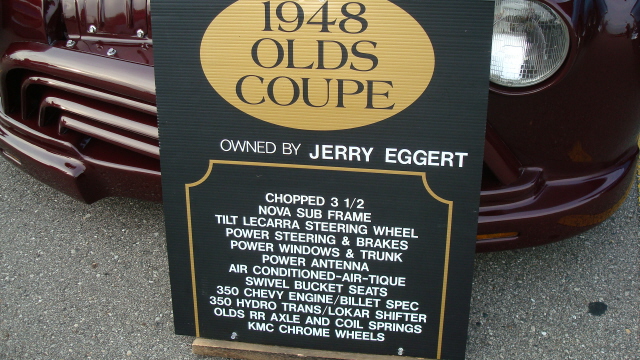 1948
OLDS
COUPE
OWNED BY JERRY EGGERT
CHOPPED 3 1/2
NOVA SUB FRAME
TILT LECARRA STEERING WHEEL
POWER STEERING & BRAKES
POWER WINDOWS & TRUNK
POWER ANTENNA
AIR CONDITIONED-AIR-TIQUE
SWIVEL BUCKET SEATS
350 CHEVY ENGINE/BILLET SPEC
350 HYDRO TRANS/LOKAR SHIFTER
OLDS RR AXLE AND COIL SPRINGS
KMC CHROME WHEELS